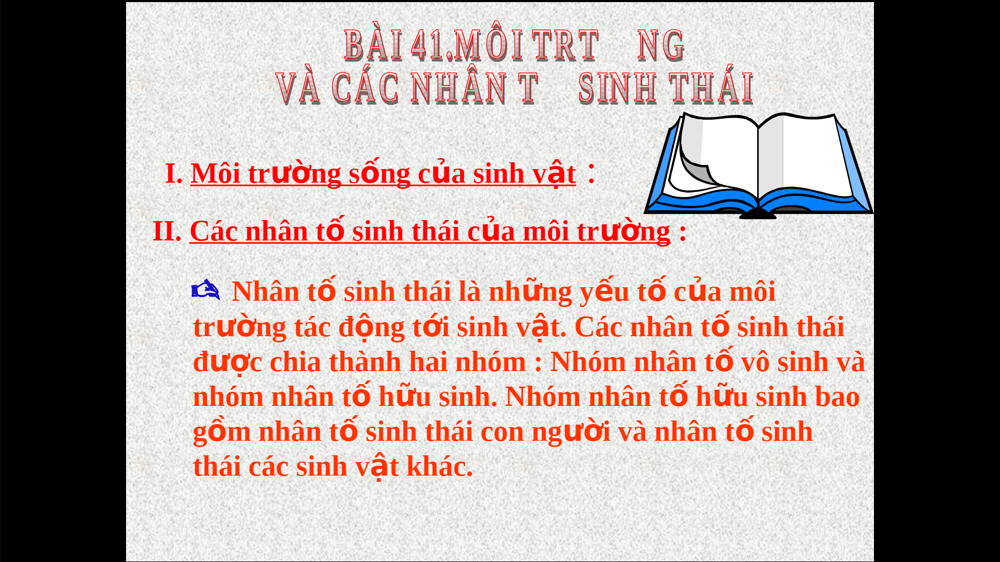 BÀI 41.MÔI TRT NG
VÀ CÁC NHÂN T SINH THÁI
I. Môi trường sống của sinh vật :
II. Các nhân tố sinh thái của môi trường :
Nhân tố sinh thái là những yếu tố của môi
trường tác động tới sinh vật. Các nhân tố sinh thái
được chia thành hai nhóm : Nhóm nhân tố vô sinh và
nhóm nhân tố hữu sinh. Nhóm nhân tố hữu sinh bao
gồm nhân tố sinh thái con người và nhân tố sinh
thái các sinh vật khác.